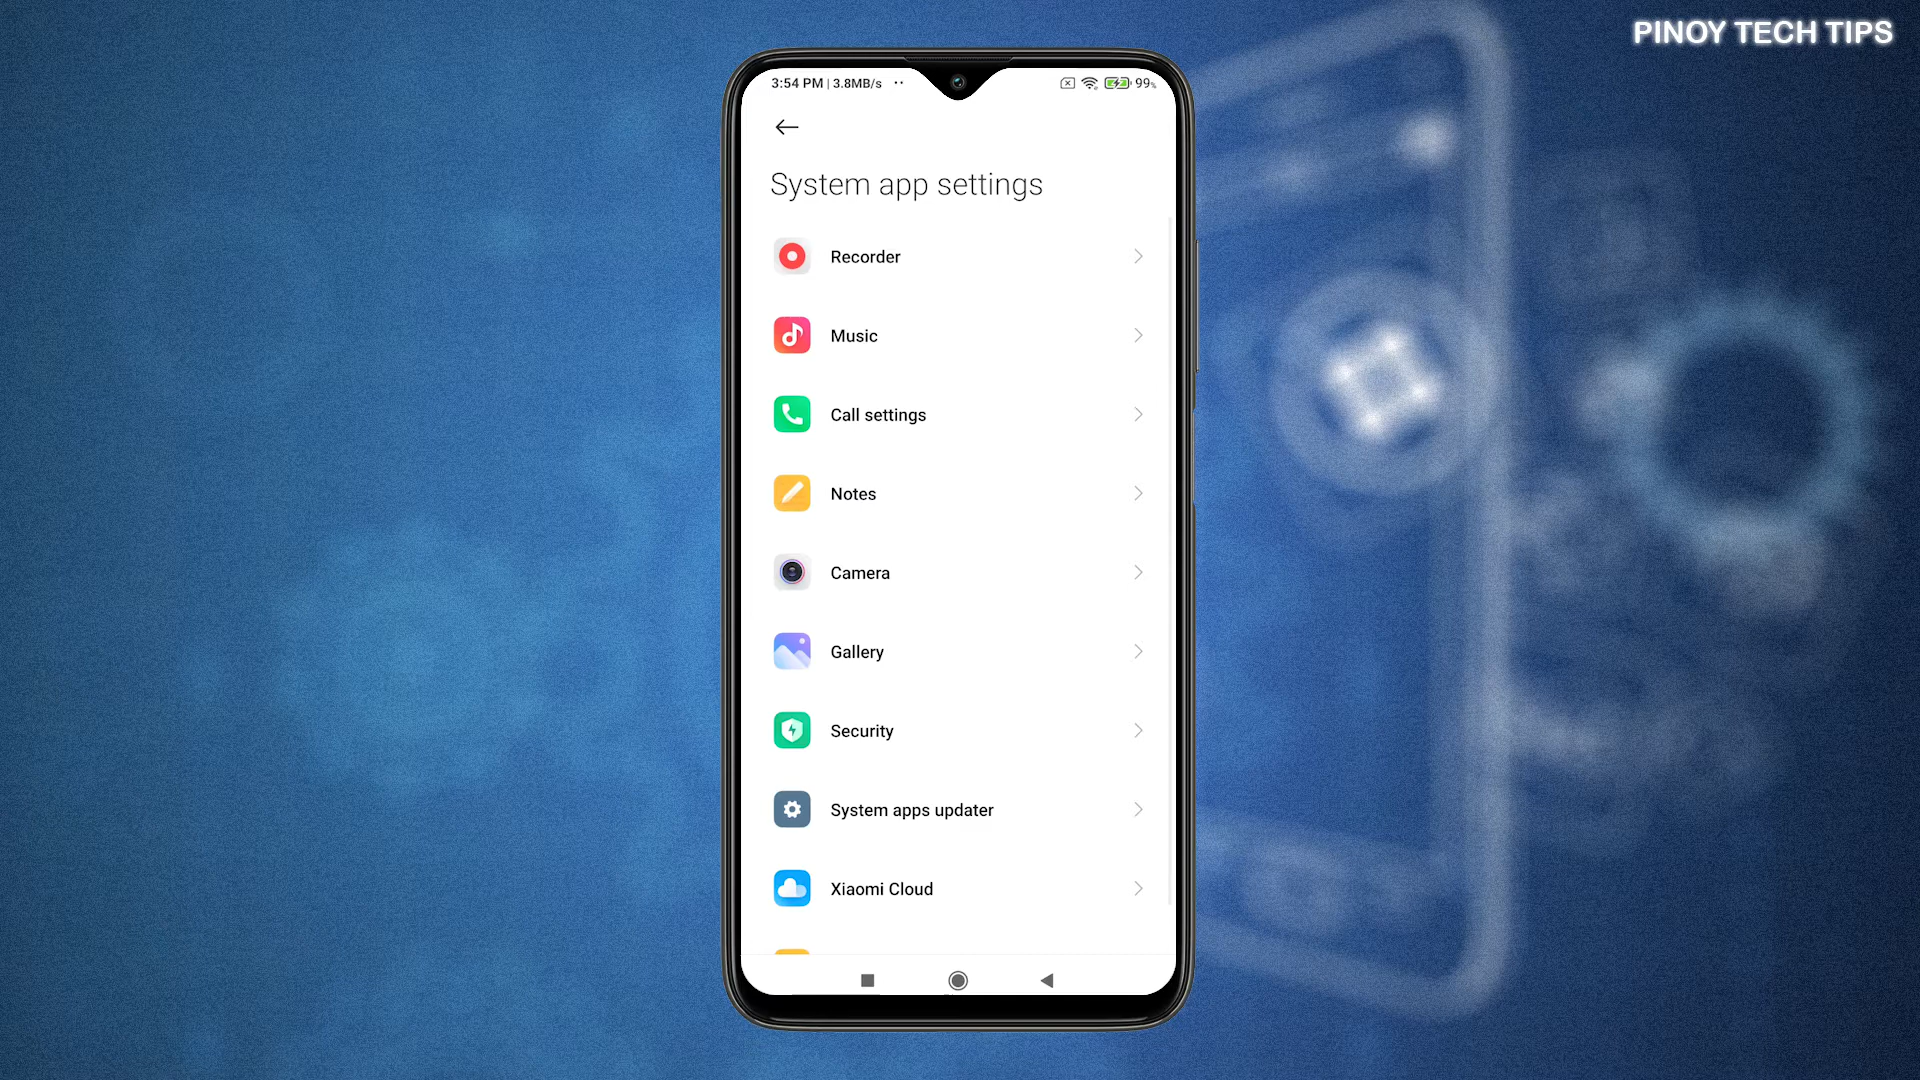 PINOY TECH TIPS
3:54 PM | 3.8MB/s ··
99%
System app settings
Recorder
Music
Call settings
Notes
Camera
Gallery
Security
System apps updater
Xiaomi Cloud